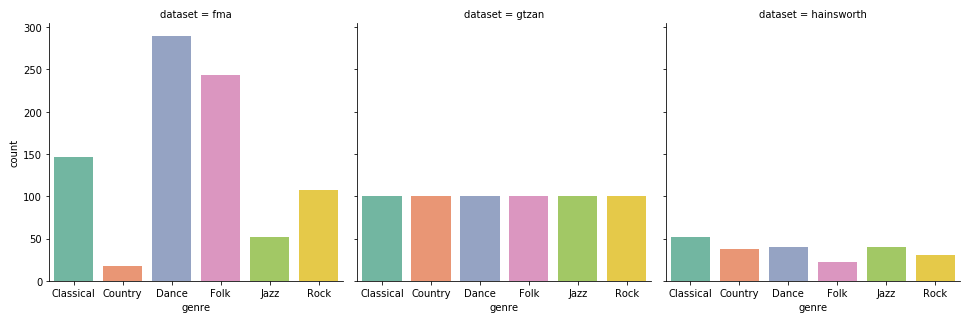 dataset = fma
dataset = gtzan
dataset = hainsworth
300
250
200
150
100
50
0
count
Classical Country Dance Folk Jazz Rock
genre
Classical Country Dance Folk Jazz Rock
genre
Classical Country Dance Folk Jazz Rock
genre